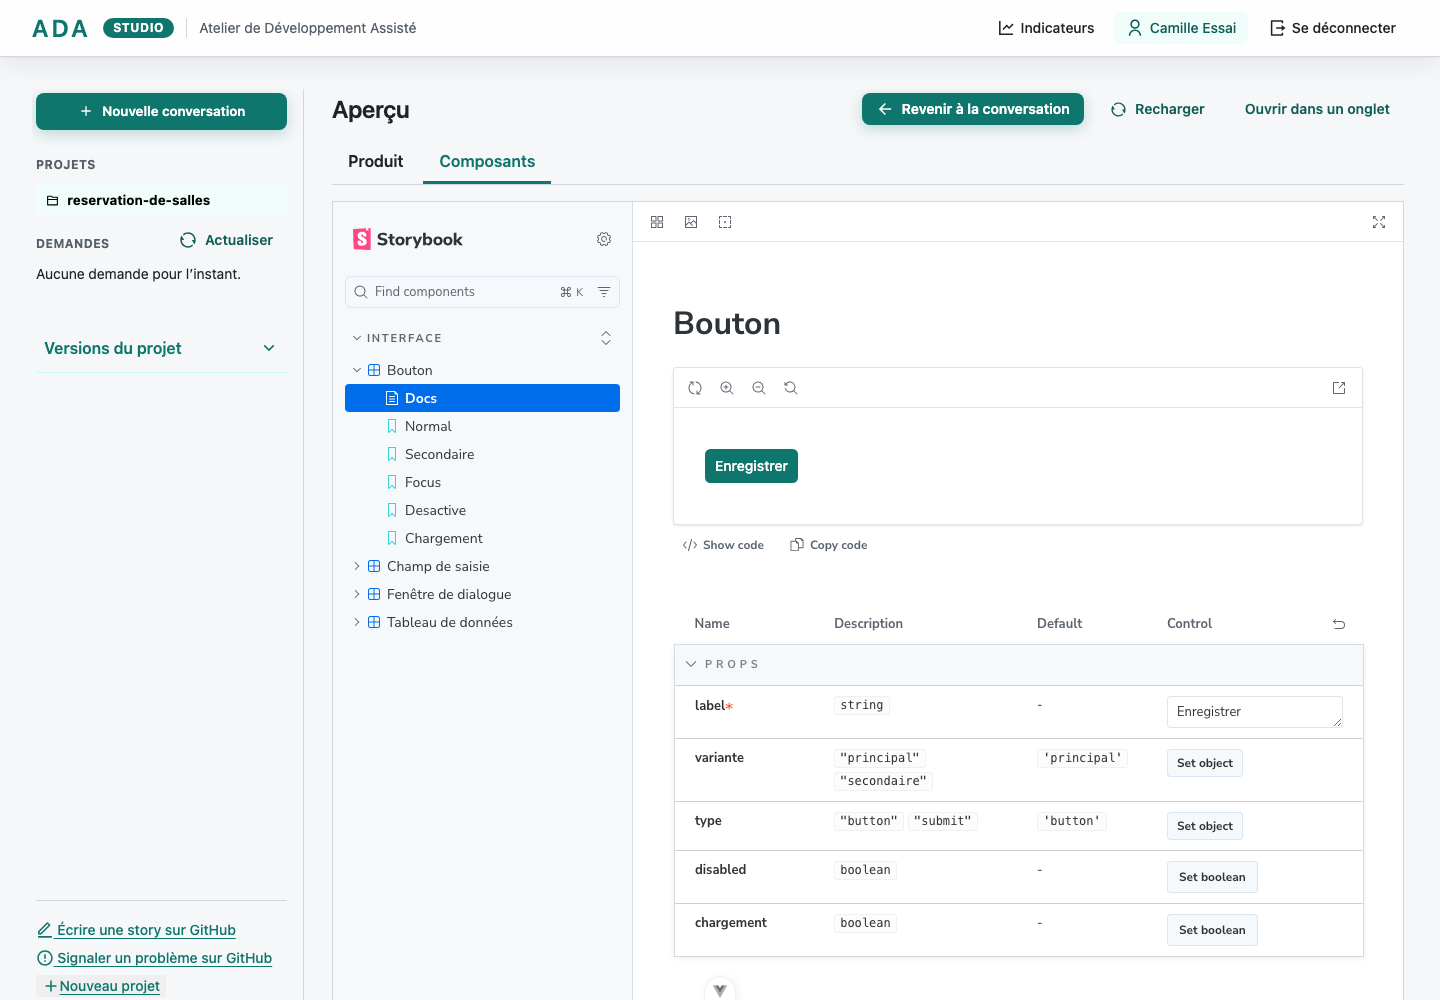 ADA STUDIO Atelier de Développement Assisté
Indicateurs
Camille Essai
Se déconnecter
+ Nouvelle conversation
PROJETS
reservation-de-salles
DEMANDES
Actualiser
Aucune demande pour l’instant.
Versions du projet
Écrire une story sur GitHub
Signaler un problème sur GitHub
+ Nouveau projet
Aperçu
Revenir à la conversation
Recharger
Ouvrir dans un onglet
Produit
Composants
Storybook
Find components ⌘ K
INTERFACE
Bouton
Docs
Normal
Secondaire
Focus
Desactive
Chargement
Champ de saisie
Fenêtre de dialogue
Tableau de données
Bouton
Enregistrer
Show code
Copy code
Name Description Default Control
PROPS
label* string - Enregistrer
variante "principal" 'principal' Set object
"secondaire"
type "button" "submit" 'button' Set object
disabled boolean - Set boolean
chargement boolean - Set boolean